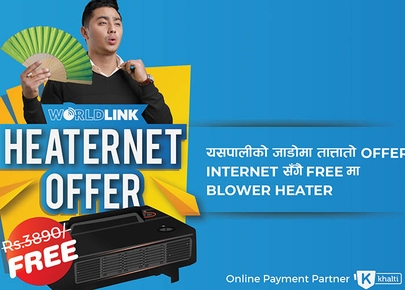 WORLDLINK
HEATERNET
OFFER
Rs.3890/-
FREE
यसपालीको जाडोमा तात्तातो OFFER
INTERNET सँगै FREE मा
BLOWER HEATER
Online Payment Partner K khalti